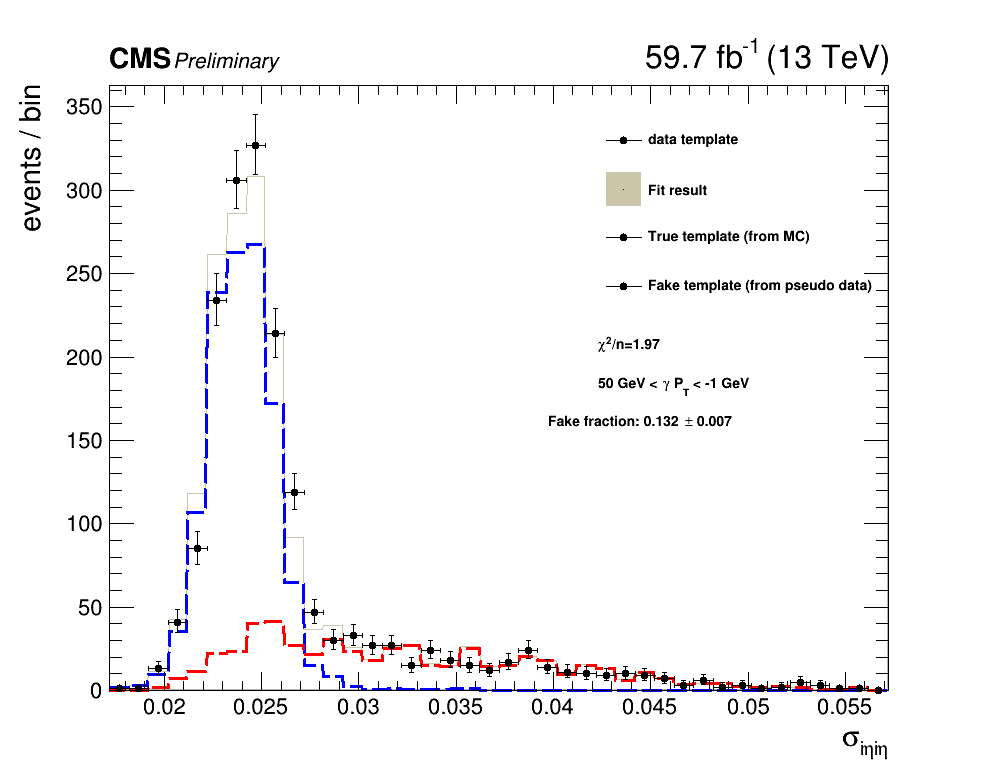 CMS Preliminary 59.7 fb⁻¹ (13 TeV)
events / bin
350
300
250
200
150
100
50
0
data template
Fit result
True template (from MC)
Fake template (from pseudo data)
χ²/n=1.97
50 GeV < γ P_T < -1 GeV
Fake fraction: 0.132 ± 0.007
0.02 0.025 0.03 0.035 0.04 0.045 0.05 0.055
σ_iηiη